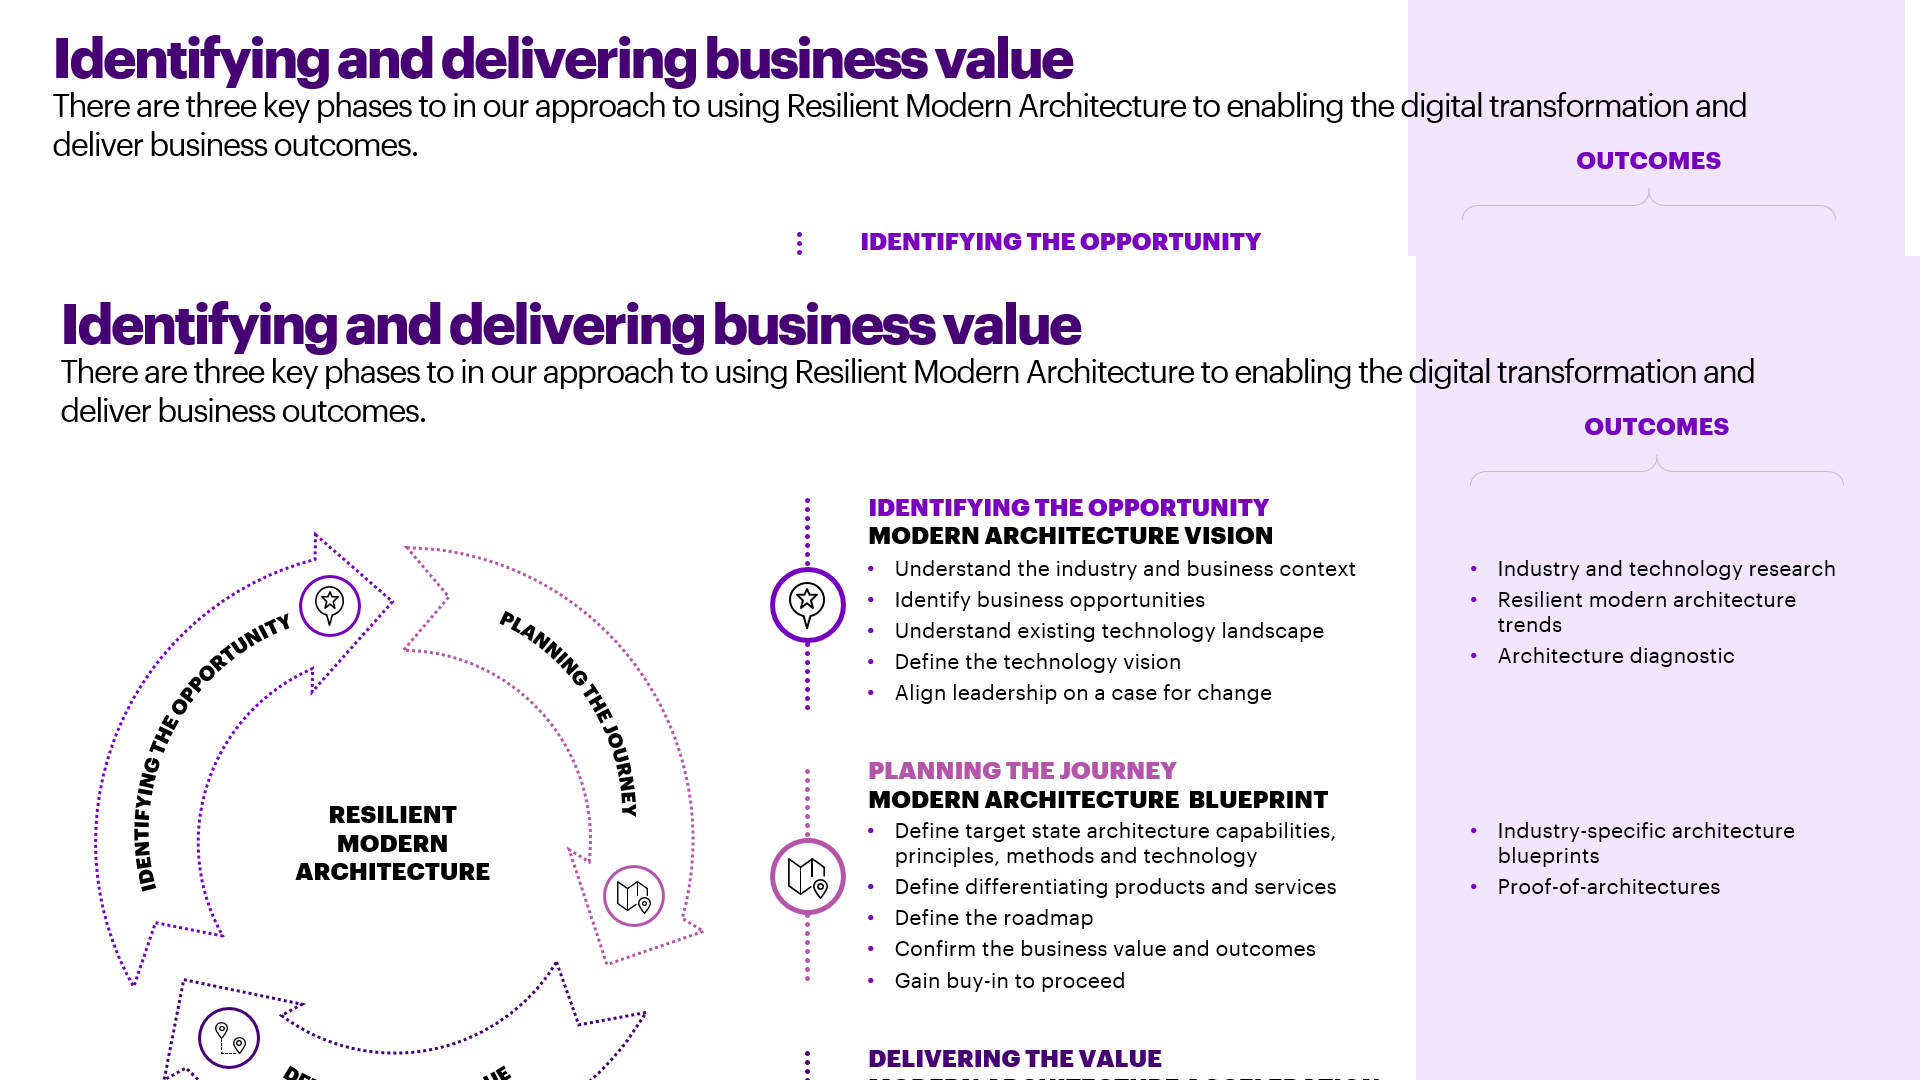 Identifying and delivering business value
There are three key phases to in our approach to using Resilient Modern Architecture to enabling the digital transformation and
deliver business outcomes.
OUTCOMES
IDENTIFYING THE OPPORTUNITY
Identifying and delivering business value
There are three key phases to in our approach to using Resilient Modern Architecture to enabling the digital transformation and
deliver business outcomes.
OUTCOMES
IDENTIFYING THE OPPORTUNITY
PLANNING THE JOURNEY
RESILIENT
MODERN
ARCHITECTURE
IDENTIFYING THE OPPORTUNITY
MODERN ARCHITECTURE VISION
• Understand the industry and business context
• Identify business opportunities
• Understand existing technology landscape
• Define the technology vision
• Align leadership on a case for change
• Industry and technology research
• Resilient modern architecture
trends
• Architecture diagnostic
PLANNING THE JOURNEY
MODERN ARCHITECTURE BLUEPRINT
• Define target state architecture capabilities,
principles, methods and technology
• Define differentiating products and services
• Define the roadmap
• Confirm the business value and outcomes
• Gain buy-in to proceed
• Industry-specific architecture
blueprints
• Proof-of-architectures
DELIVERING THE VALUE